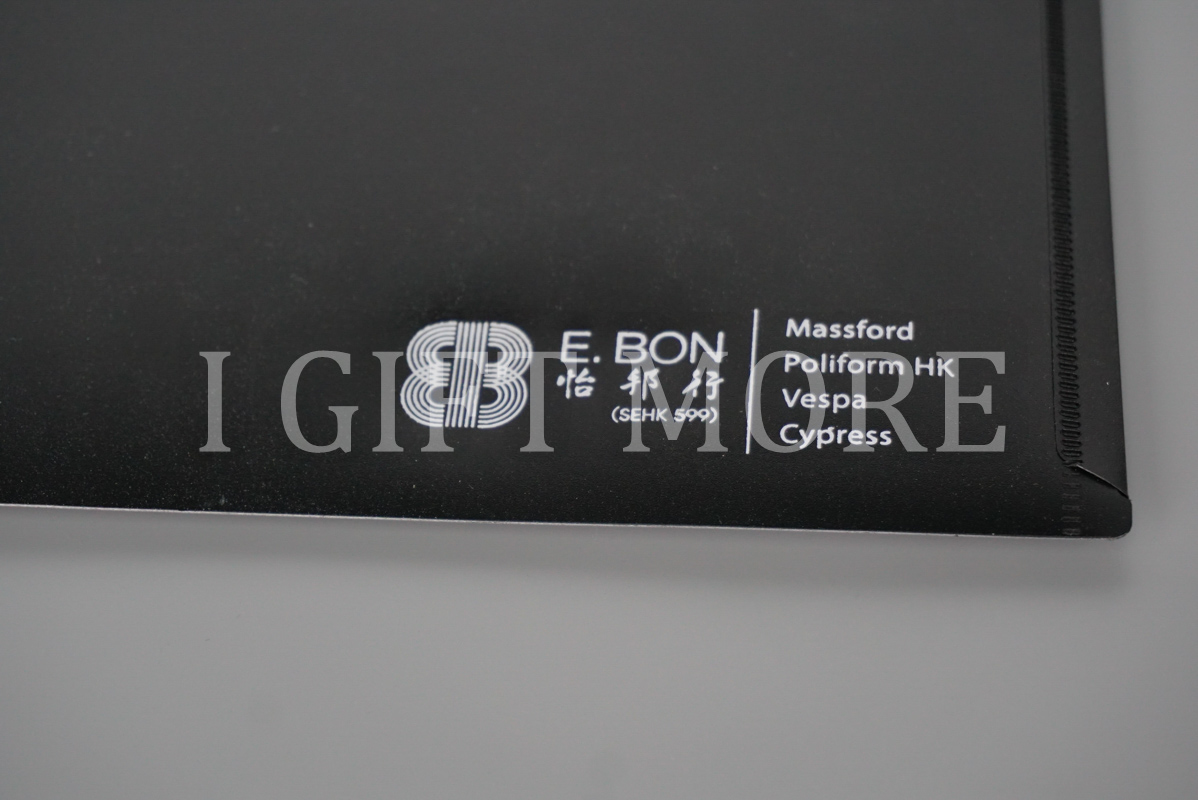 E. BON
怡邦行
(SEHK 599)
Massford
Poliform HK
Vespa
Cypress
I GIFT MORE